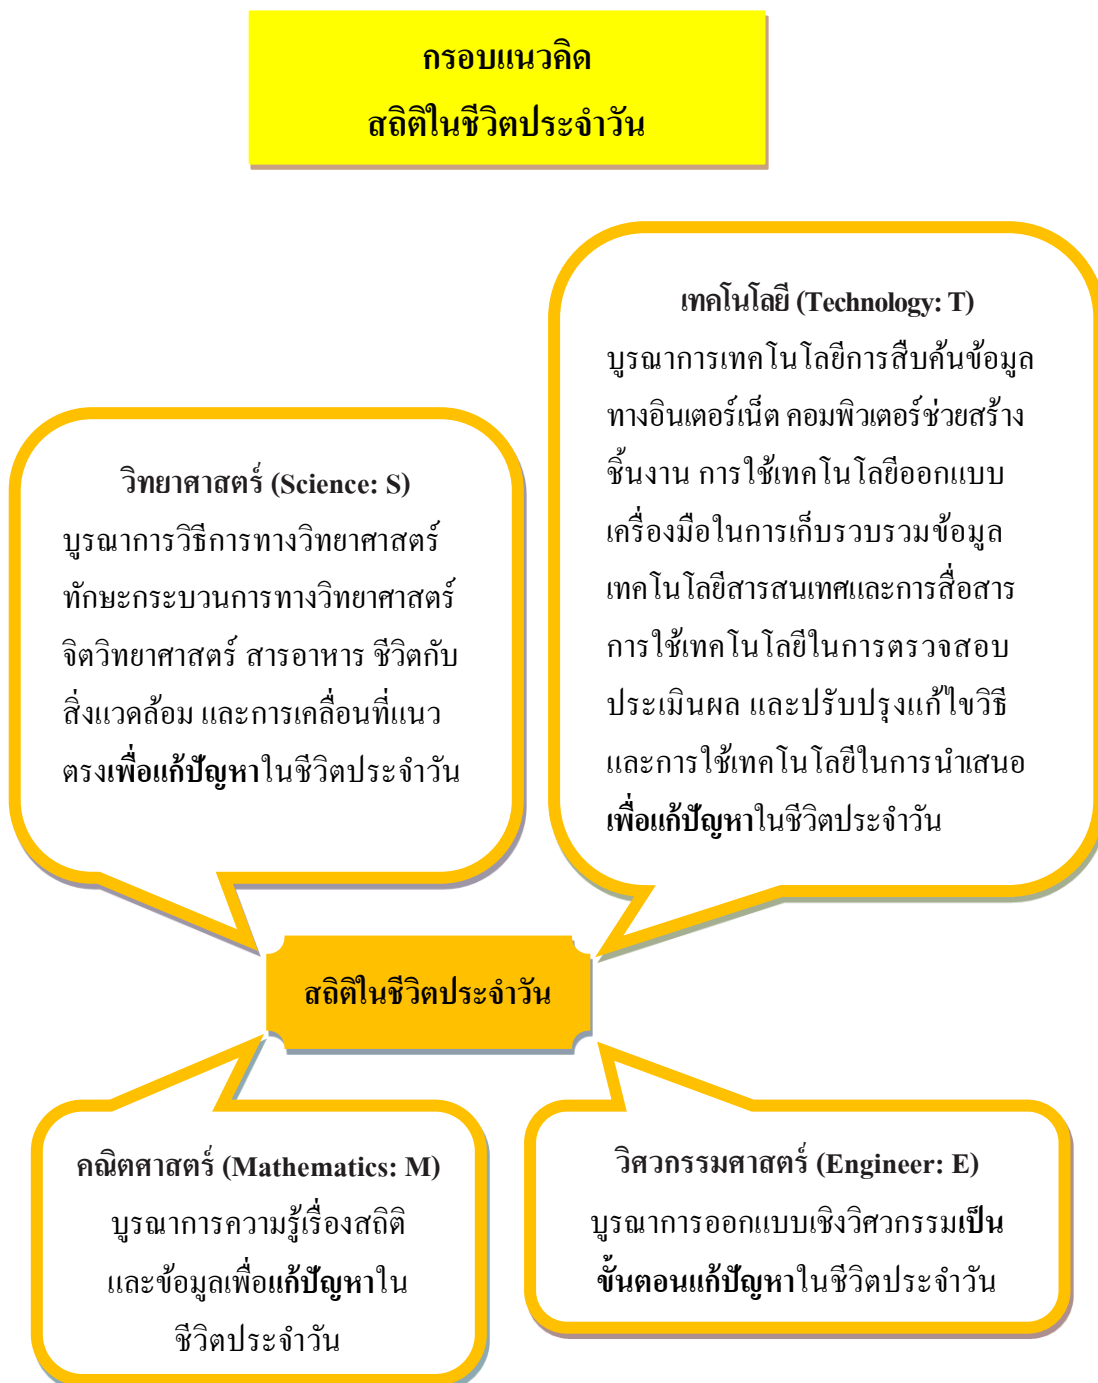 กรอบแนวคิด
สถิติในชีวิตประจำวัน
เทคโนโลยี (Technology: T)
บูรณาการเทคโนโลยีการสืบค้นข้อมูล
ทางอินเตอร์เน็ต คอมพิวเตอร์ช่วยสร้าง
ชิ้นงาน การใช้เทคโนโลยีออกแบบ
เครื่องมือในการเก็บรวบรวมข้อมูล
เทคโนโลยีสารสนเทศและการสื่อสาร
การใช้เทคโนโลยีในการตรวจสอบ
ประเมินผล และปรับปรุงแก้ไขวิธี
และการใช้เทคโนโลยีในการนำเสนอ
เพื่อแก้ปัญหาในชีวิตประจำวัน
วิทยาศาสตร์ (Science: S)
บูรณาการวิธีการทางวิทยาศาสตร์
ทักษะกระบวนการทางวิทยาศาสตร์
จิตวิทยาศาสตร์ สารอาหาร ชีวิตกับ
สิ่งแวดล้อม และการเคลื่อนที่แนว
ตรงเพื่อแก้ปัญหาในชีวิตประจำวัน
สถิติในชีวิตประจำวัน
คณิตศาสตร์ (Mathematics: M)
บูรณาการความรู้เรื่องสถิติ
และข้อมูลเพื่อแก้ปัญหาใน
ชีวิตประจำวัน
วิศวกรรมศาสตร์ (Engineer: E)
บูรณาการออกแบบเชิงวิศวกรรมเป็น
ขั้นตอนแก้ปัญหาในชีวิตประจำวัน